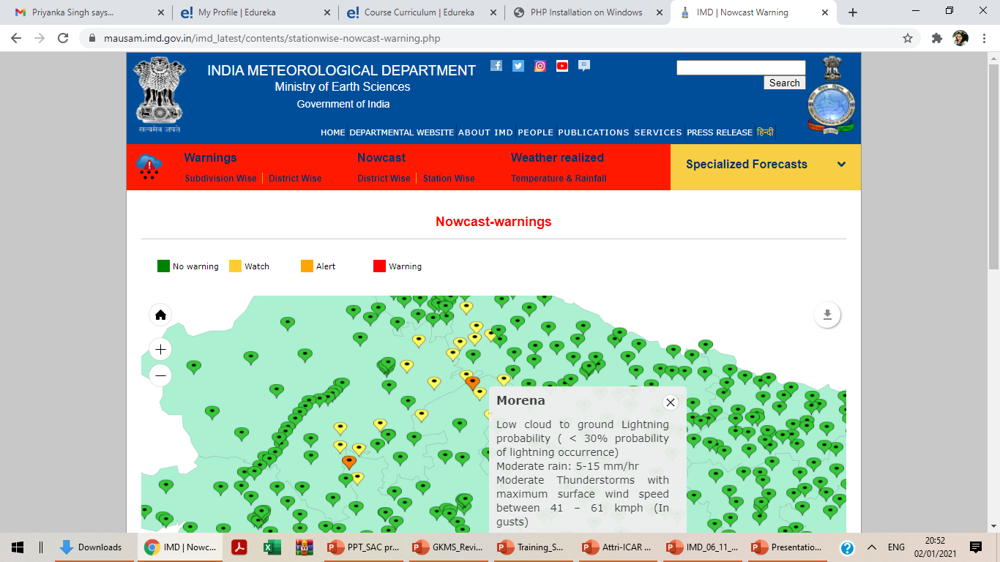 Priyanka Singh says...
My Profile | Edureka
Course Curriculum | Edureka
PHP Installation on Windows
IMD | Nowcast Warning
mausam.imd.gov.in/imd_latest/contents/stationwise-nowcast-warning.php
INDIA METEOROLOGICAL DEPARTMENT
Ministry of Earth Sciences
Government of India
Search
सत्यमेव जयते
HOME DEPARTMENTAL WEBSITE ABOUT IMD PEOPLE PUBLICATIONS SERVICES PRESS RELEASE हिन्दी
Warnings
Subdivision Wise District Wise
Nowcast
District Wise Station Wise
Weather realized
Temperature & Rainfall
Specialized Forecasts
Nowcast-warnings
No warning Watch Alert Warning
Morena
Low cloud to ground Lightning
probability ( < 30% probability
of lightning occurrence)
Moderate rain: 5-15 mm/hr
Moderate Thunderstorms with
maximum surface wind speed
between 41 – 61 kmph (In
gusts)
Downloads
IMD | Nowc...
PPT_SAC pr...
GKMS_Revi...
Training_S...
Attri-ICAR ...
IMD_06_11_...
Presentatio...
ENG
20:52
02/01/2021